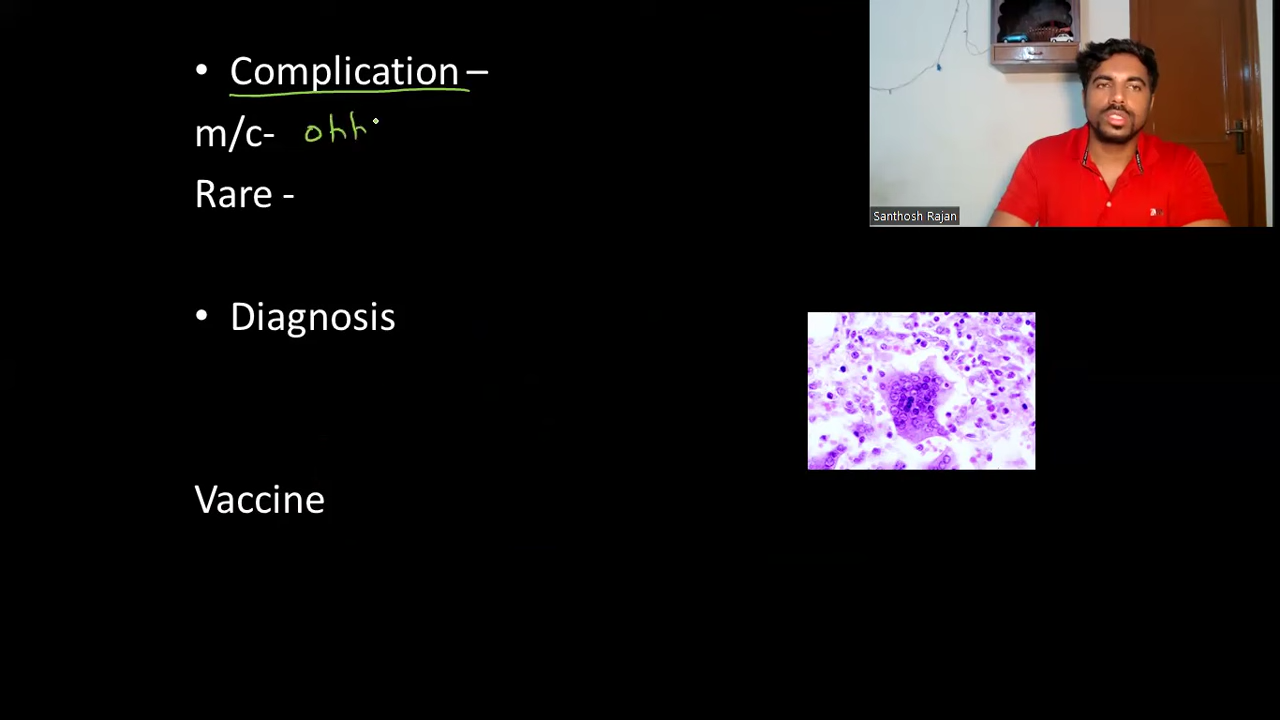 • Complication –
m/c- ohh
Rare -
Santhosh Rajan
• Diagnosis
Vaccine